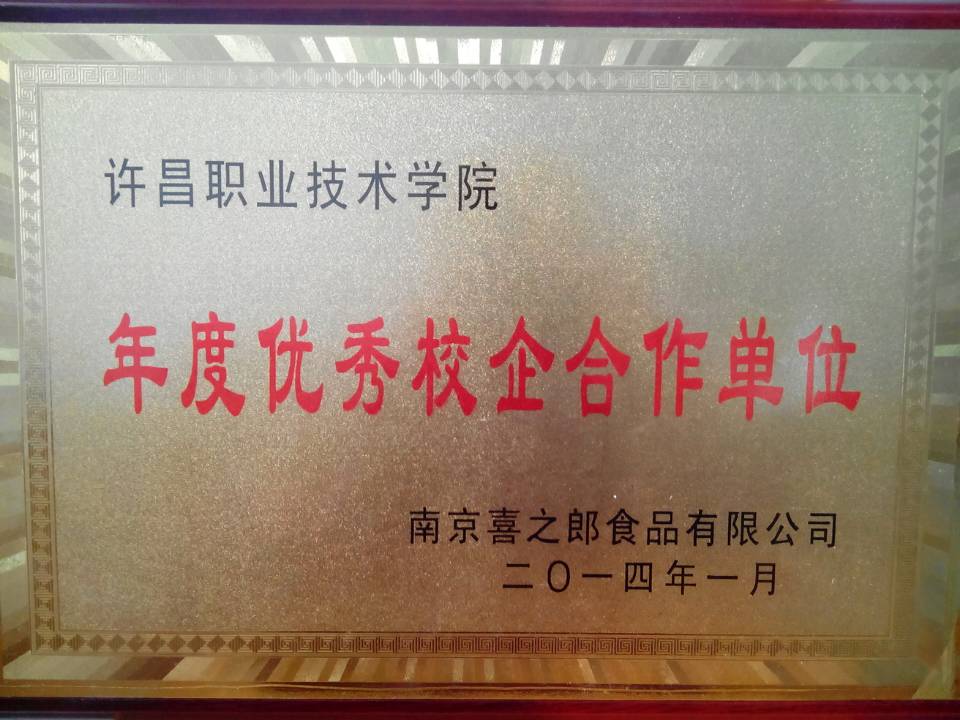 许昌职业技术学院
年度优秀校企合作单位
南京喜之郎食品有限公司
二〇一四年一月